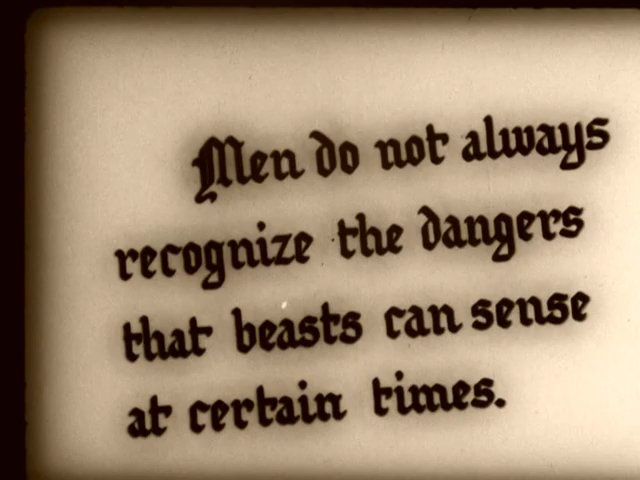 Men do not always
recognize the dangers
that beasts can sense
at certain times.